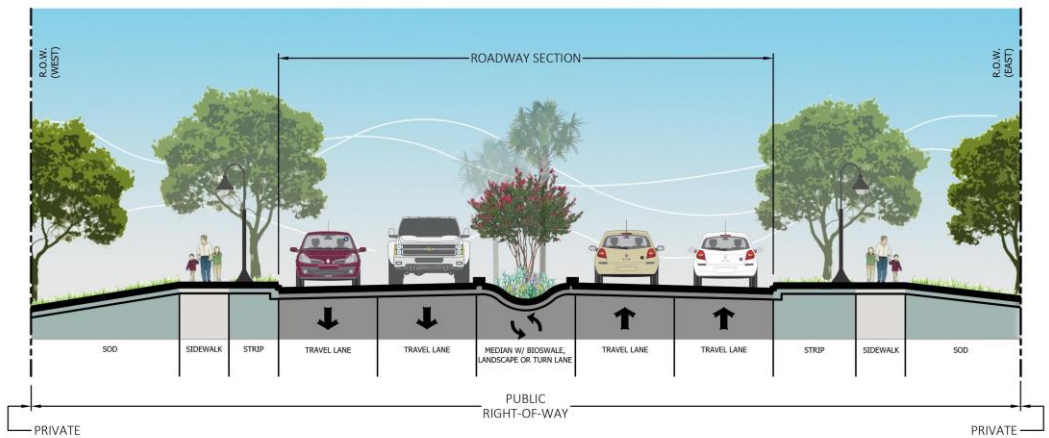 ROADWAY SECTION
R.O.W.
(WEST)
R.O.W.
(EAST)
SOD
SIDEWALK
STRIP
TRAVEL LANE
TRAVEL LANE
MEDIAN W/ BIOSWALE,
LANDSCAPE OR TURN LANE
TRAVEL LANE
TRAVEL LANE
STRIP
SIDEWALK
SOD
PUBLIC
RIGHT-OF-WAY
PRIVATE
PRIVATE